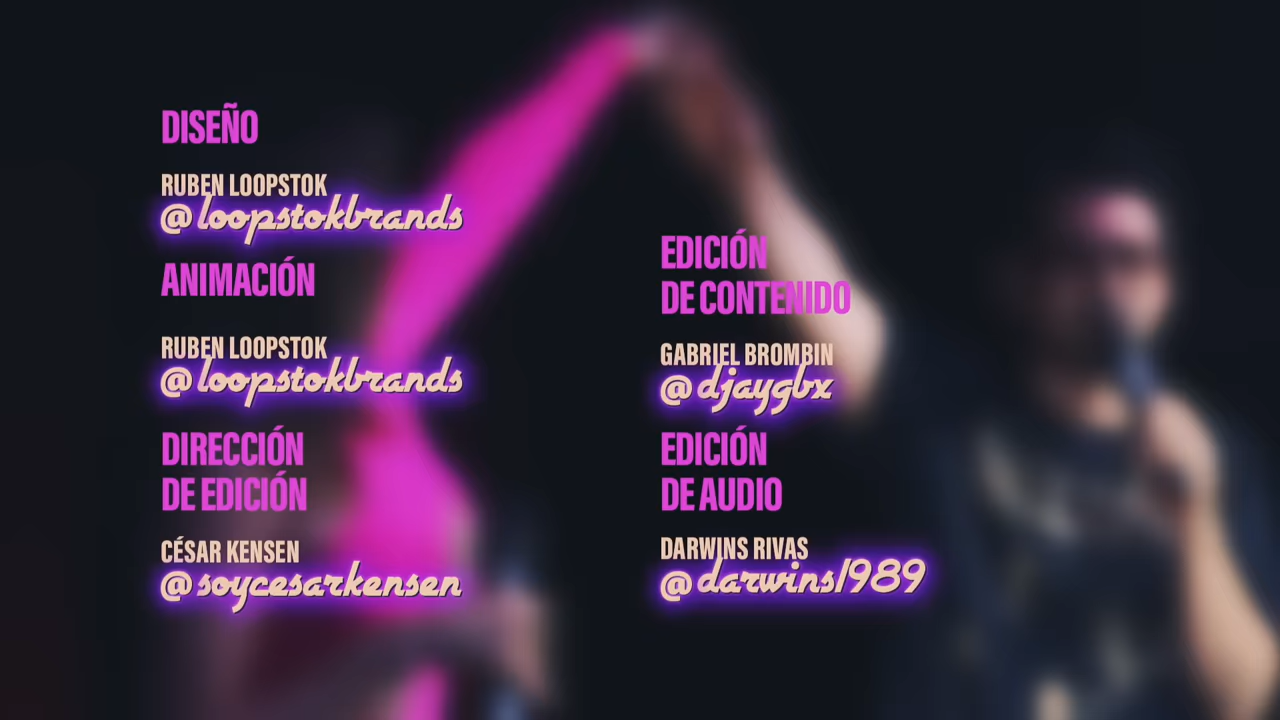 DISEÑO
RUBEN LOOPSTOK
@loopstokbrands
ANIMACIÓN
RUBEN LOOPSTOK
@loopstokbrands
DIRECCIÓN
DE EDICIÓN
CÉSAR KENSEN
@soycesarkensen
EDICIÓN
DE CONTENIDO
GABRIEL BROMBIN
@djaygbx
EDICIÓN
DE AUDIO
DARWINS RIVAS
@darwins1989